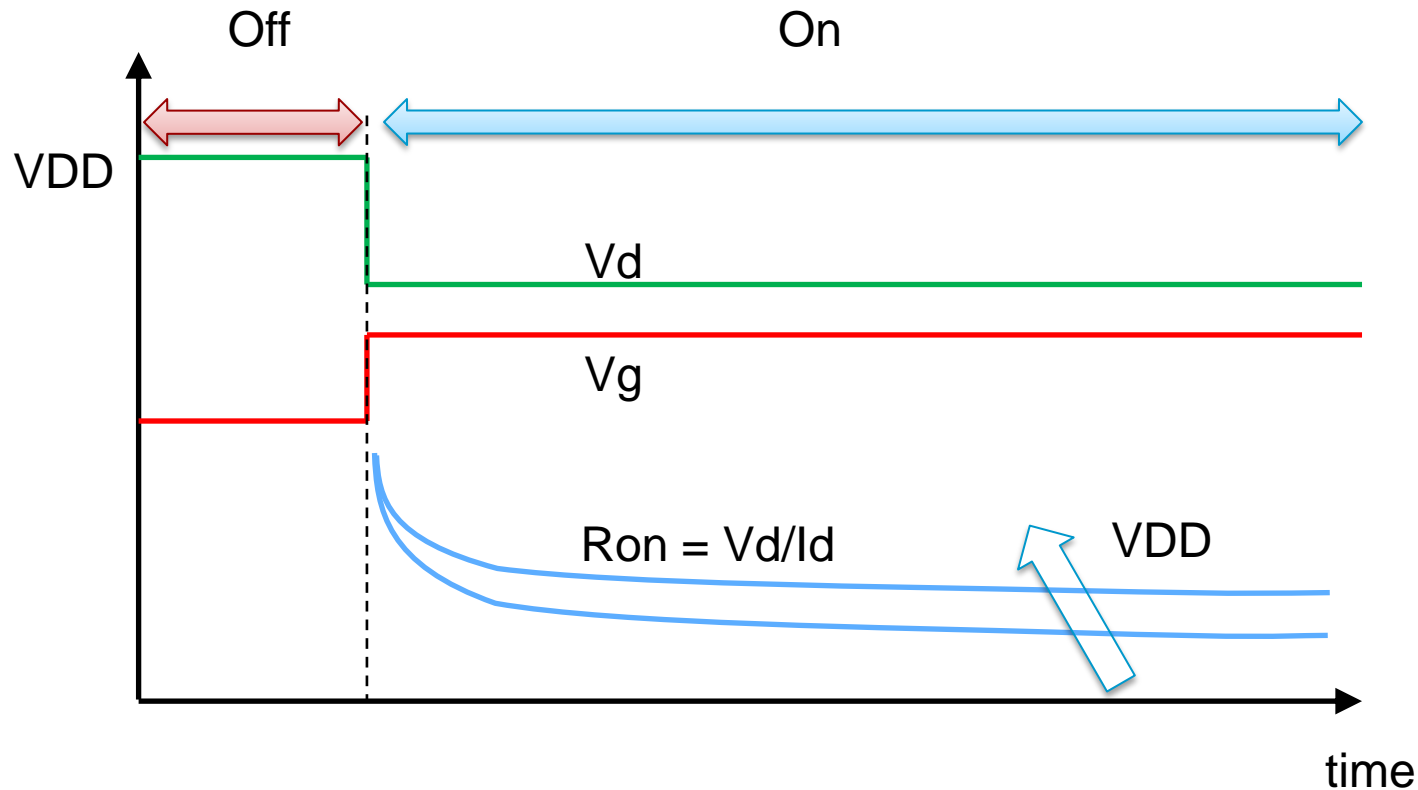 Off
On
VDD
Vd
Vg
Ron = Vd/Id
VDD
time